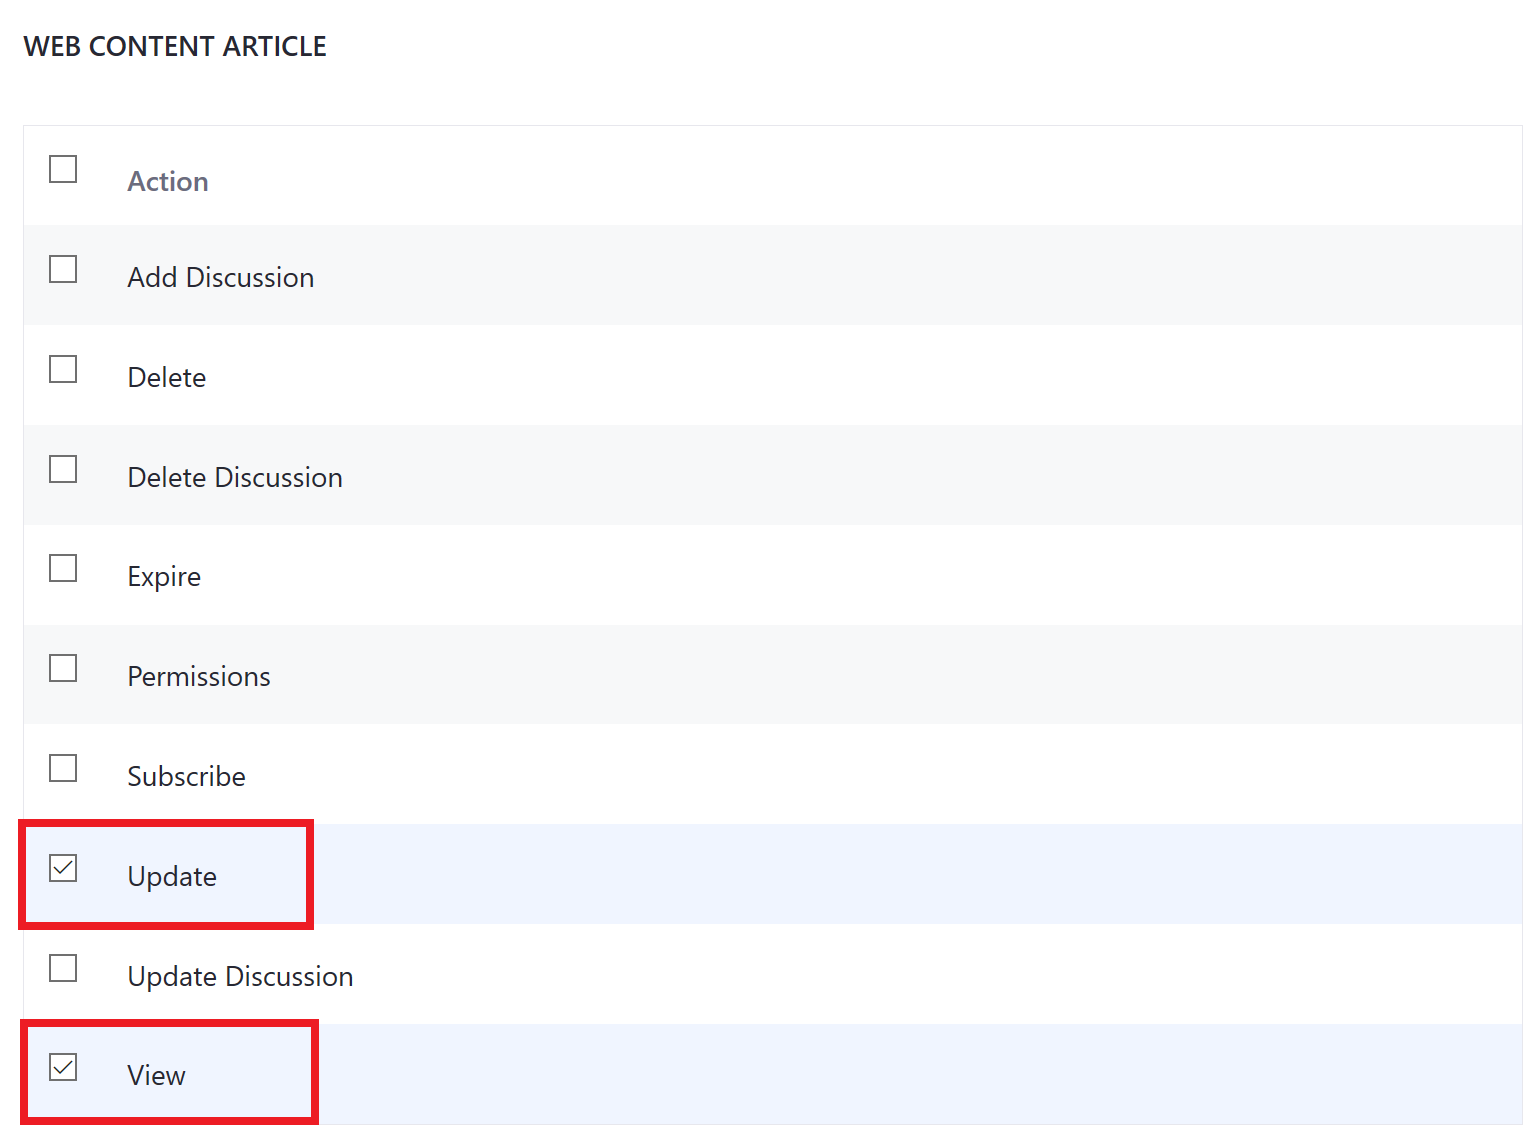 WEB CONTENT ARTICLE
Action
Add Discussion
Delete
Delete Discussion
Expire
Permissions
Subscribe
Update
Update Discussion
View